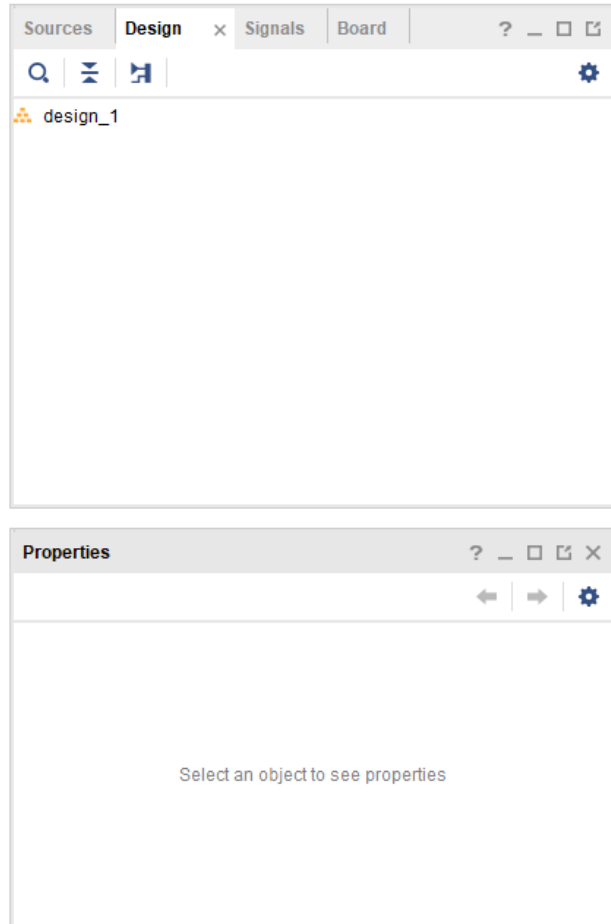 Sources Design Signals Board
design_1
Properties
Select an object to see properties